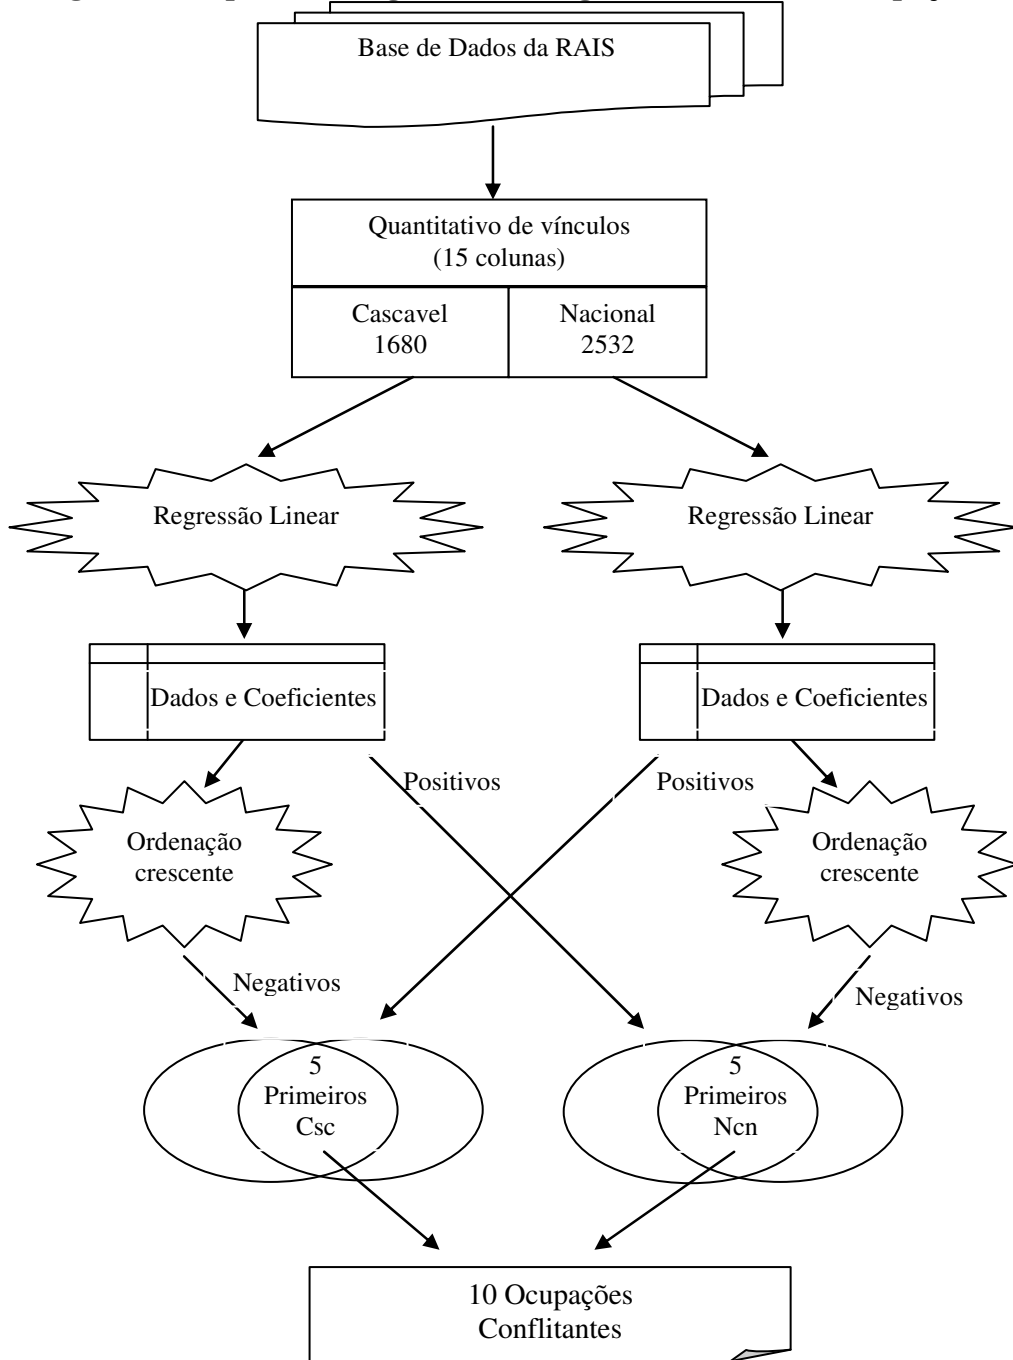 Base de Dados da RAIS
Quantitativo de vínculos
(15 colunas)
Cascavel
1680
Nacional
2532
Regressão Linear
Regressão Linear
Dados e Coeficientes
Dados e Coeficientes
Positivos
Positivos
Ordenação
crescente
Ordenação
crescente
Negativos
Negativos
5
Primeiros
Csc
5
Primeiros
Ncn
10 Ocupações
Conflitantes